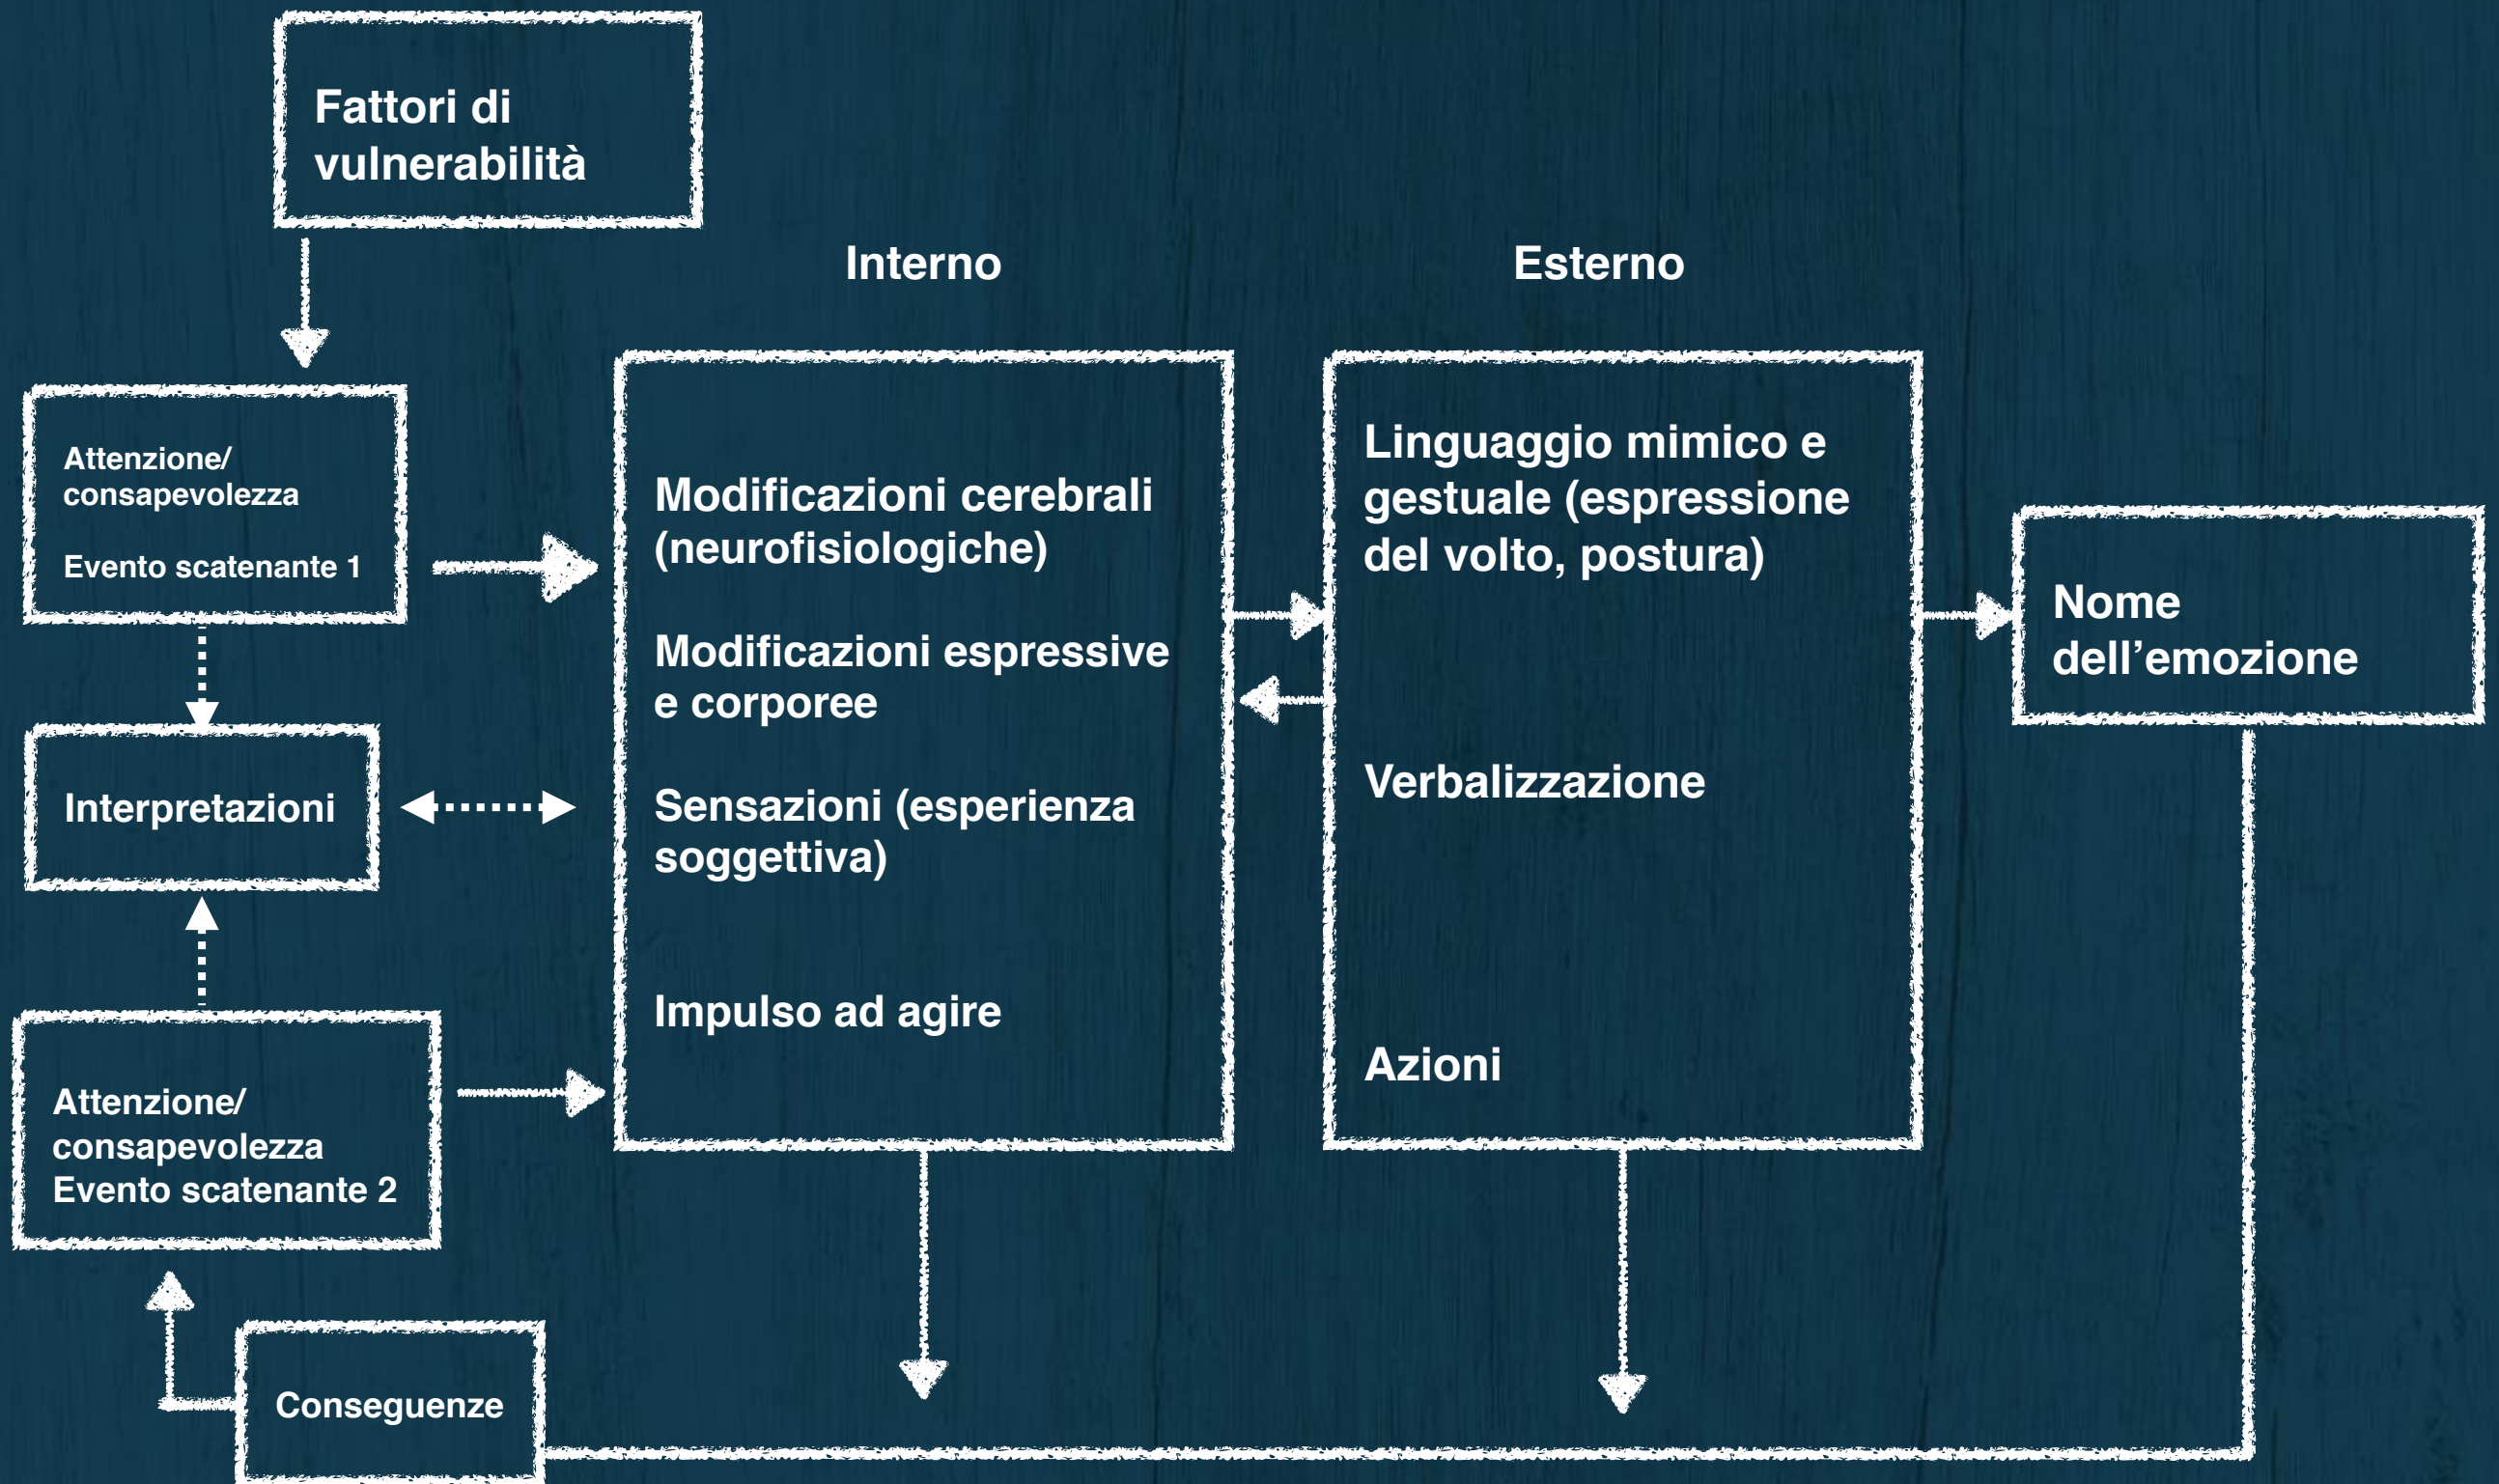 Fattori di
vulnerabilità
Interno
Esterno
Attenzione/
consapevolezza
Evento scatenante 1
Interpretazioni
Attenzione/
consapevolezza
Evento scatenante 2
Conseguenze
Modificazioni cerebrali
(neurofisiologiche)
Modificazioni espressive
e corporee
Sensazioni (esperienza
soggettiva)
Impulso ad agire
Linguaggio mimico e
gestuale (espressione
del volto, postura)
Verbalizzazione
Azioni
Nome
dell’emozione